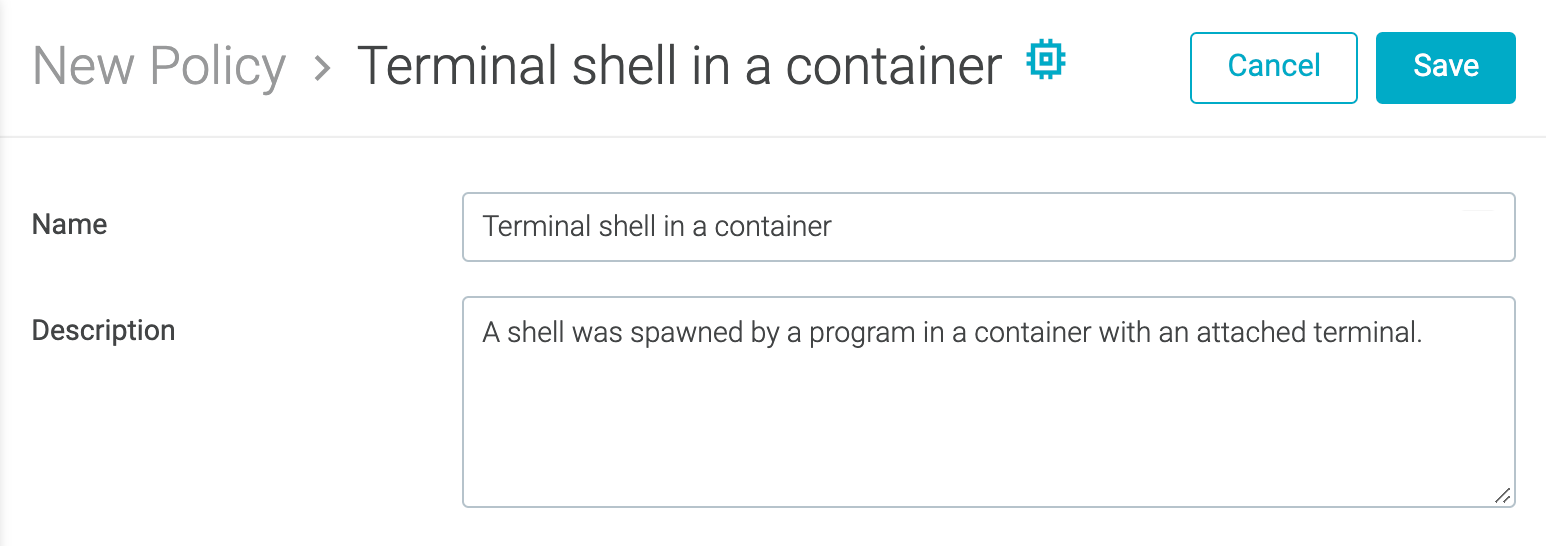 New Policy > Terminal shell in a container
Cancel
Save
Name
Terminal shell in a container
Description
A shell was spawned by a program in a container with an attached terminal.